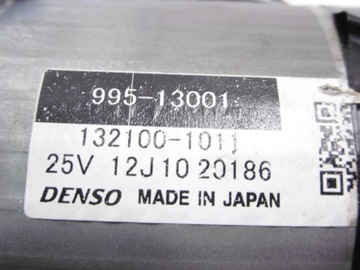 995-13001
132100-1011
25V 12J10 20186
DENSO MADE IN JAPAN